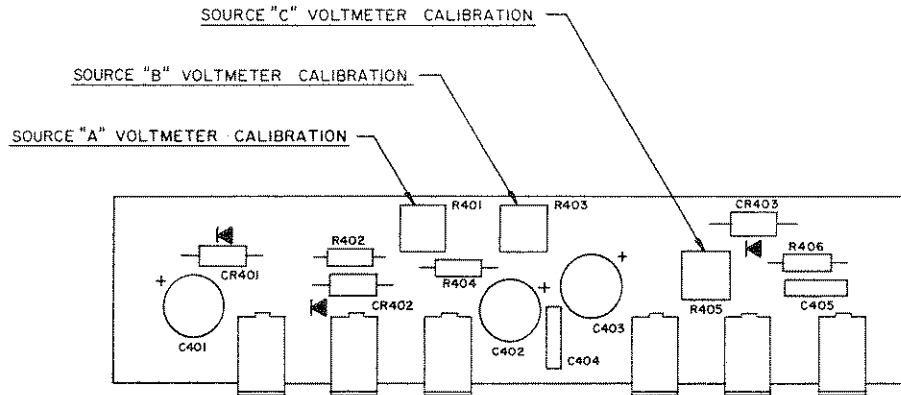 SOURCE "C" VOLTMETER CALIBRATION
SOURCE "B" VOLTMETER CALIBRATION
SOURCE "A" VOLTMETER CALIBRATION
R401
R403
CR403
R402
R406
CR401
R404
+
+
+
CR402
R405
C405
C401
C402
C403
C404